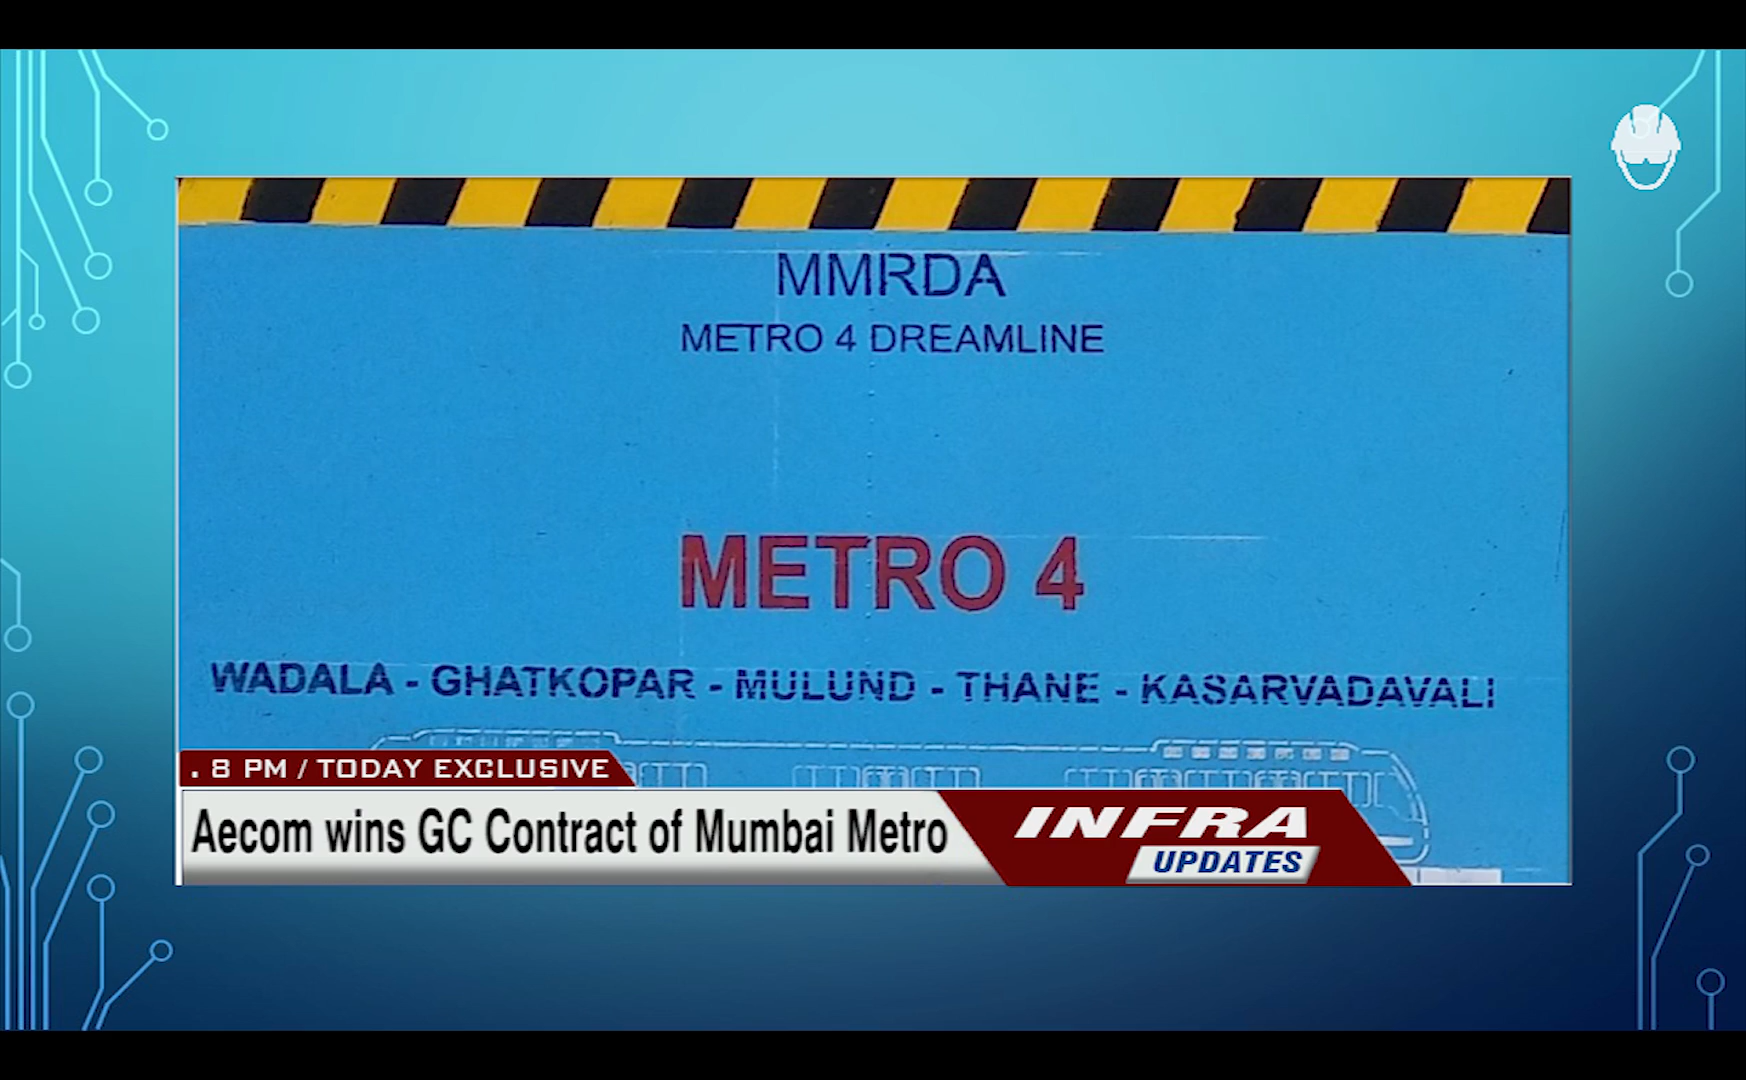 MMRDA
METRO 4 DREAMLINE
METRO 4
WADALA - GHATKOPAR - MULUND - THANE - KASARVADAVALI
. 8 PM / TODAY EXCLUSIVE
Aecom wins GC Contract of Mumbai Metro
INFRA
UPDATES